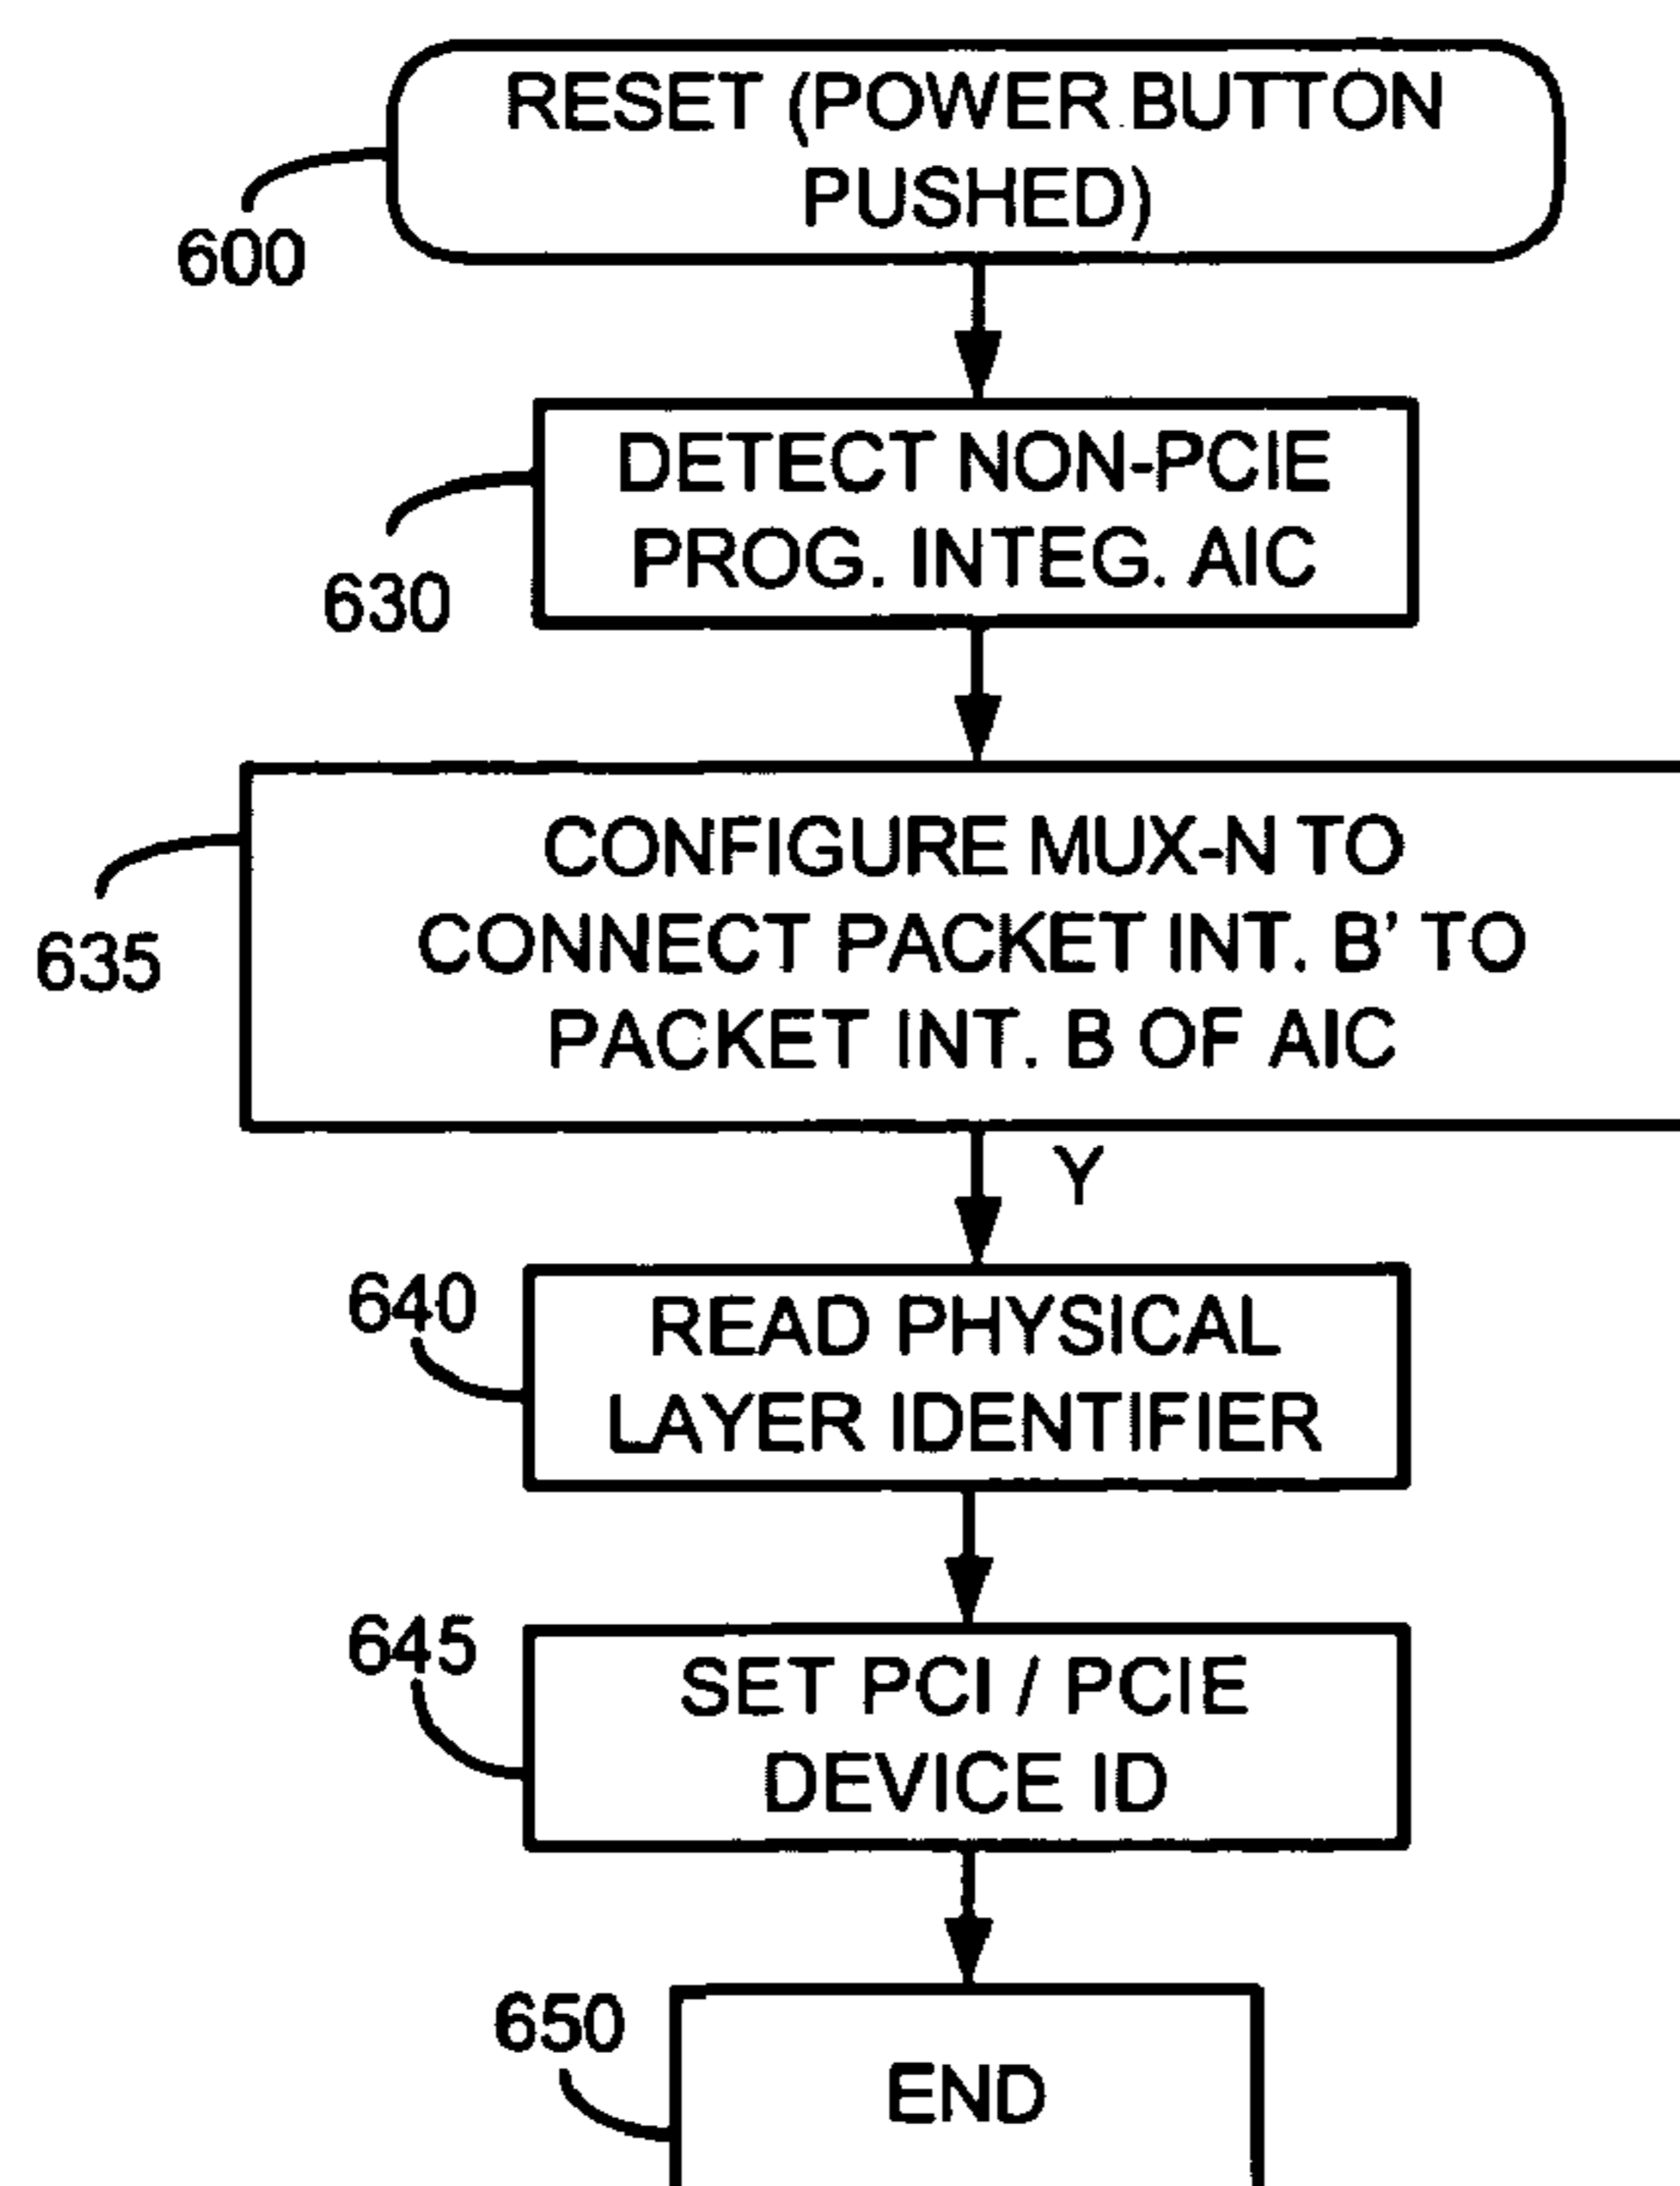 RESET (POWER BUTTON
PUSHED)
600
DETECT NON-PCIE
PROG. INTEG. AIC
630
CONFIGURE MUX-N TO
CONNECT PACKET INT. B' TO
PACKET INT. B OF AIC
635
Y
640
READ PHYSICAL
LAYER IDENTIFIER
645
SET PCI / PCIE
DEVICE ID
650
END